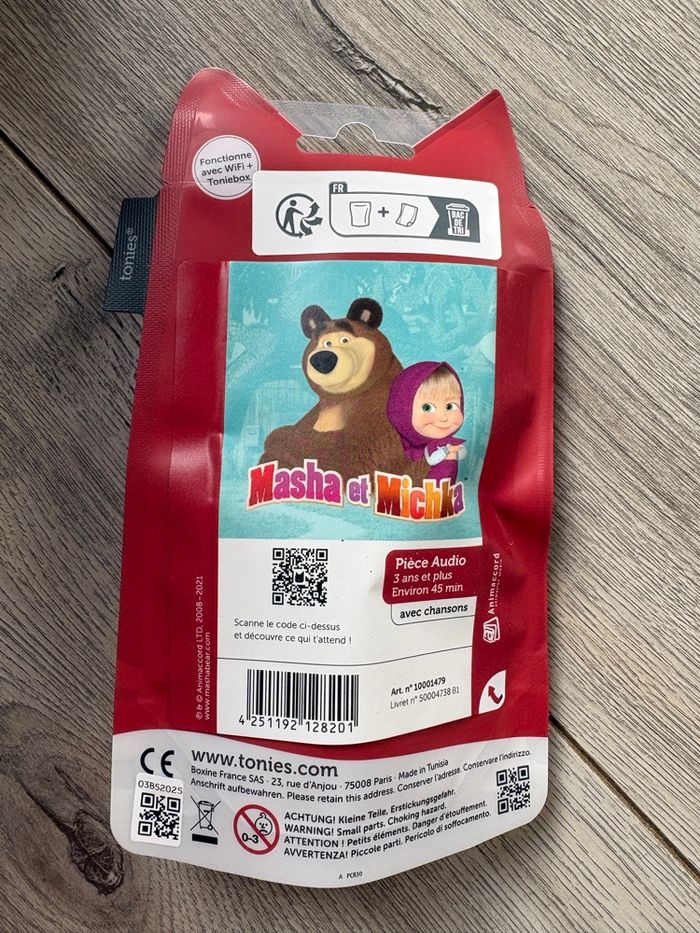 Fonctionne
avec WiFi +
Toniebox
FR
+
BAC
DE
TRI
tonies®
Masha et Michka
Pièce Audio
3 ans et plus
Environ 45 min
avec chansons
Scanne le code ci-dessus
et découvre ce qui t'attend !
Animaccord
℗ & © Animaccord LTD, 2008–2021
www.mashabear.com
4 251192 128201
Art. n° 10001479
Livret n° 50004738 B1
CE
www.tonies.com
Boxine France SAS · 23, rue d'Anjou · 75008 Paris · Made in Tunisia
Anschrift aufbewahren. Please retain this address. Conserver l'adresse. Conservare l'indirizzo.
03B52025
0-3
ACHTUNG! Kleine Teile, Erstickungsgefahr.
WARNING! Small parts. Choking hazard.
ATTENTION ! Petits éléments. Danger d'étouffement.
AVVERTENZA! Piccole parti. Pericolo di soffocamento.
A PCR30